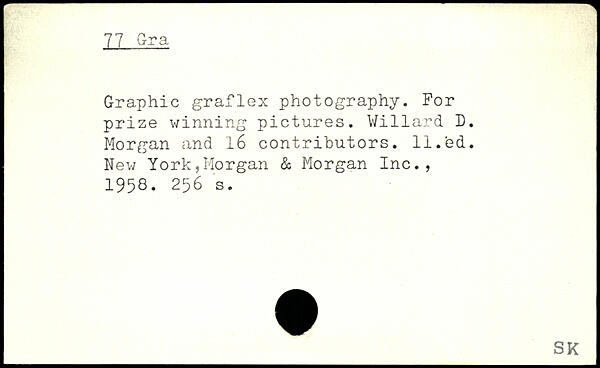 77 Gra
Graphic graflex photography. For
prize winning pictures. Willard D.
Morgan and 16 contributors. 11.ed.
New York,Morgan & Morgan Inc.,
1958. 256 s.
SK